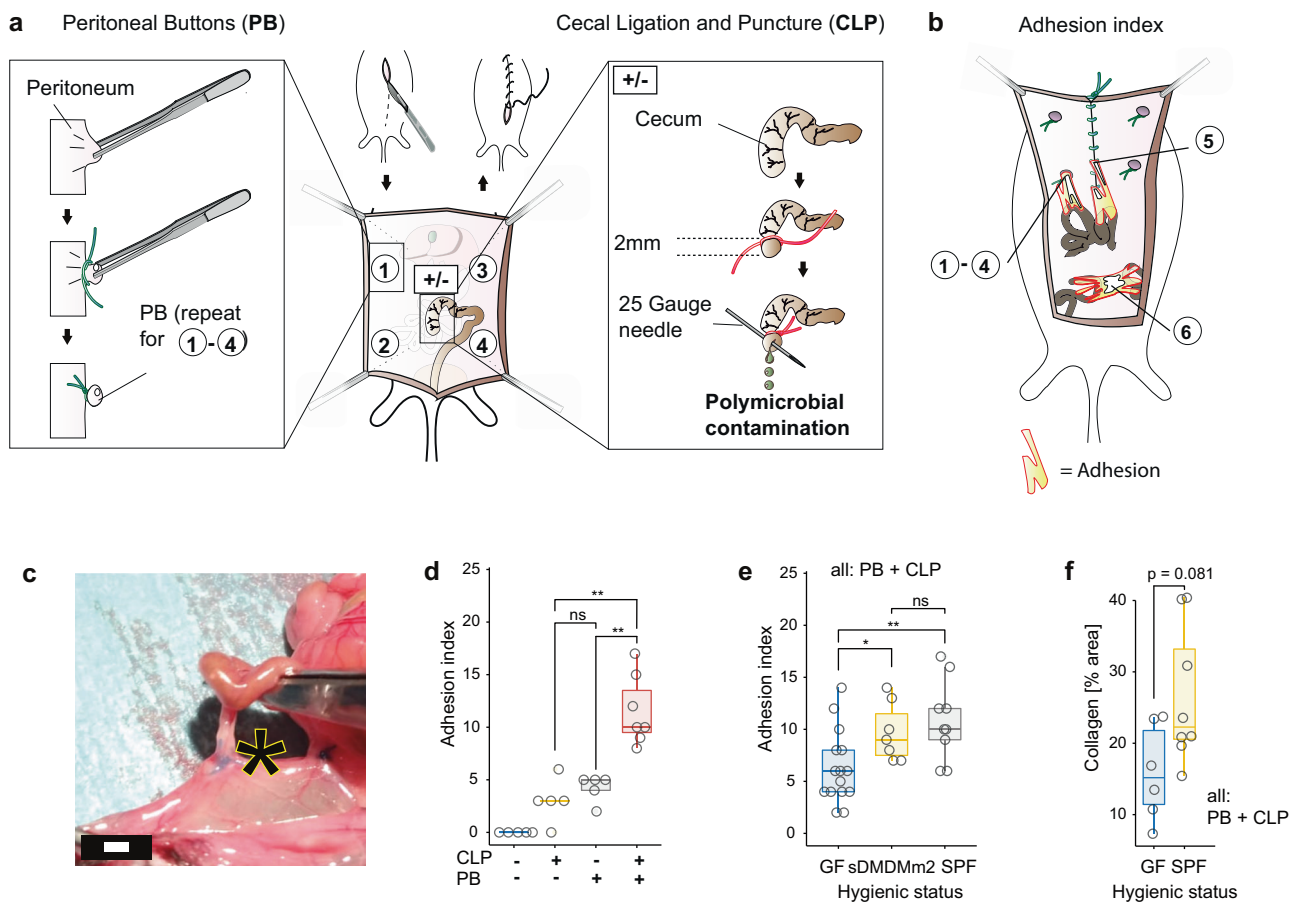 a
Peritoneal Buttons (PB)
Cecal Ligation and Puncture (CLP)
Peritoneum
PB (repeat
for 1-4)
1
2
3
4
+/-
+/-
Cecum
2mm
25 Gauge
needle
Polymicrobial
contamination
b
Adhesion index
5
1-4
6
= Adhesion
c
d
Adhesion index
25
20
15
10
5
0
**
ns
**
CLP - + - +
PB - - + +
e
all: PB + CLP
Adhesion index
25
20
15
10
5
0
ns
**
*
GF sDMDMm2 SPF
Hygienic status
f
p = 0.081
Collagen [% area]
40
30
20
10
all:
PB + CLP
GF SPF
Hygienic status